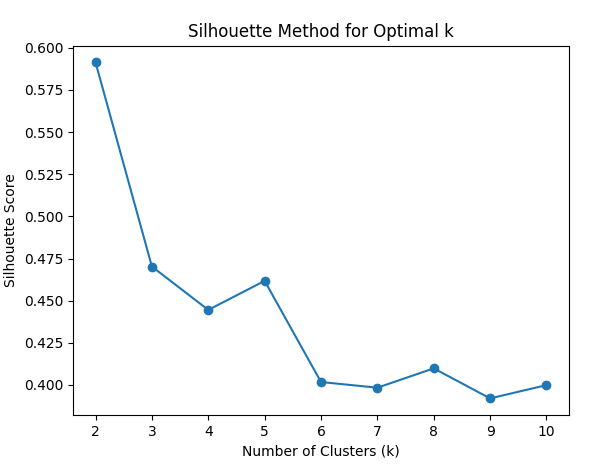 Silhouette Method for Optimal k
0.600
0.575
0.550
0.525
0.500
0.475
0.450
0.425
0.400
Silhouette Score
2 3 4 5 6 7 8 9 10
Number of Clusters (k)